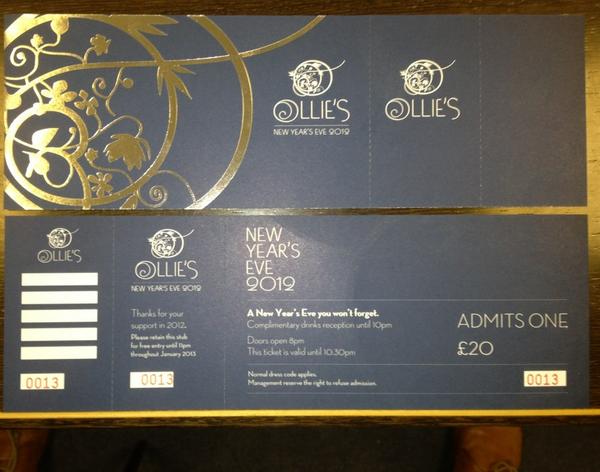 OLLIE'S
NEW YEAR'S EVE 2012
OLLIE'S
OLLIE'S
0013
OLLIE'S
NEW YEAR'S EVE 2012
Thanks for your
support in 2012.
Please retain this stub
for free entry until 11pm
throughout January 2013
0013
NEW
YEAR'S
EVE
2012
A New Year's Eve you won't forget.
Complimentary drinks reception until 10pm
Doors open 8pm
This ticket is valid until 10:30pm
Normal dress code applies.
Management reserve the right to refuse admission.
ADMITS ONE
£20
0013